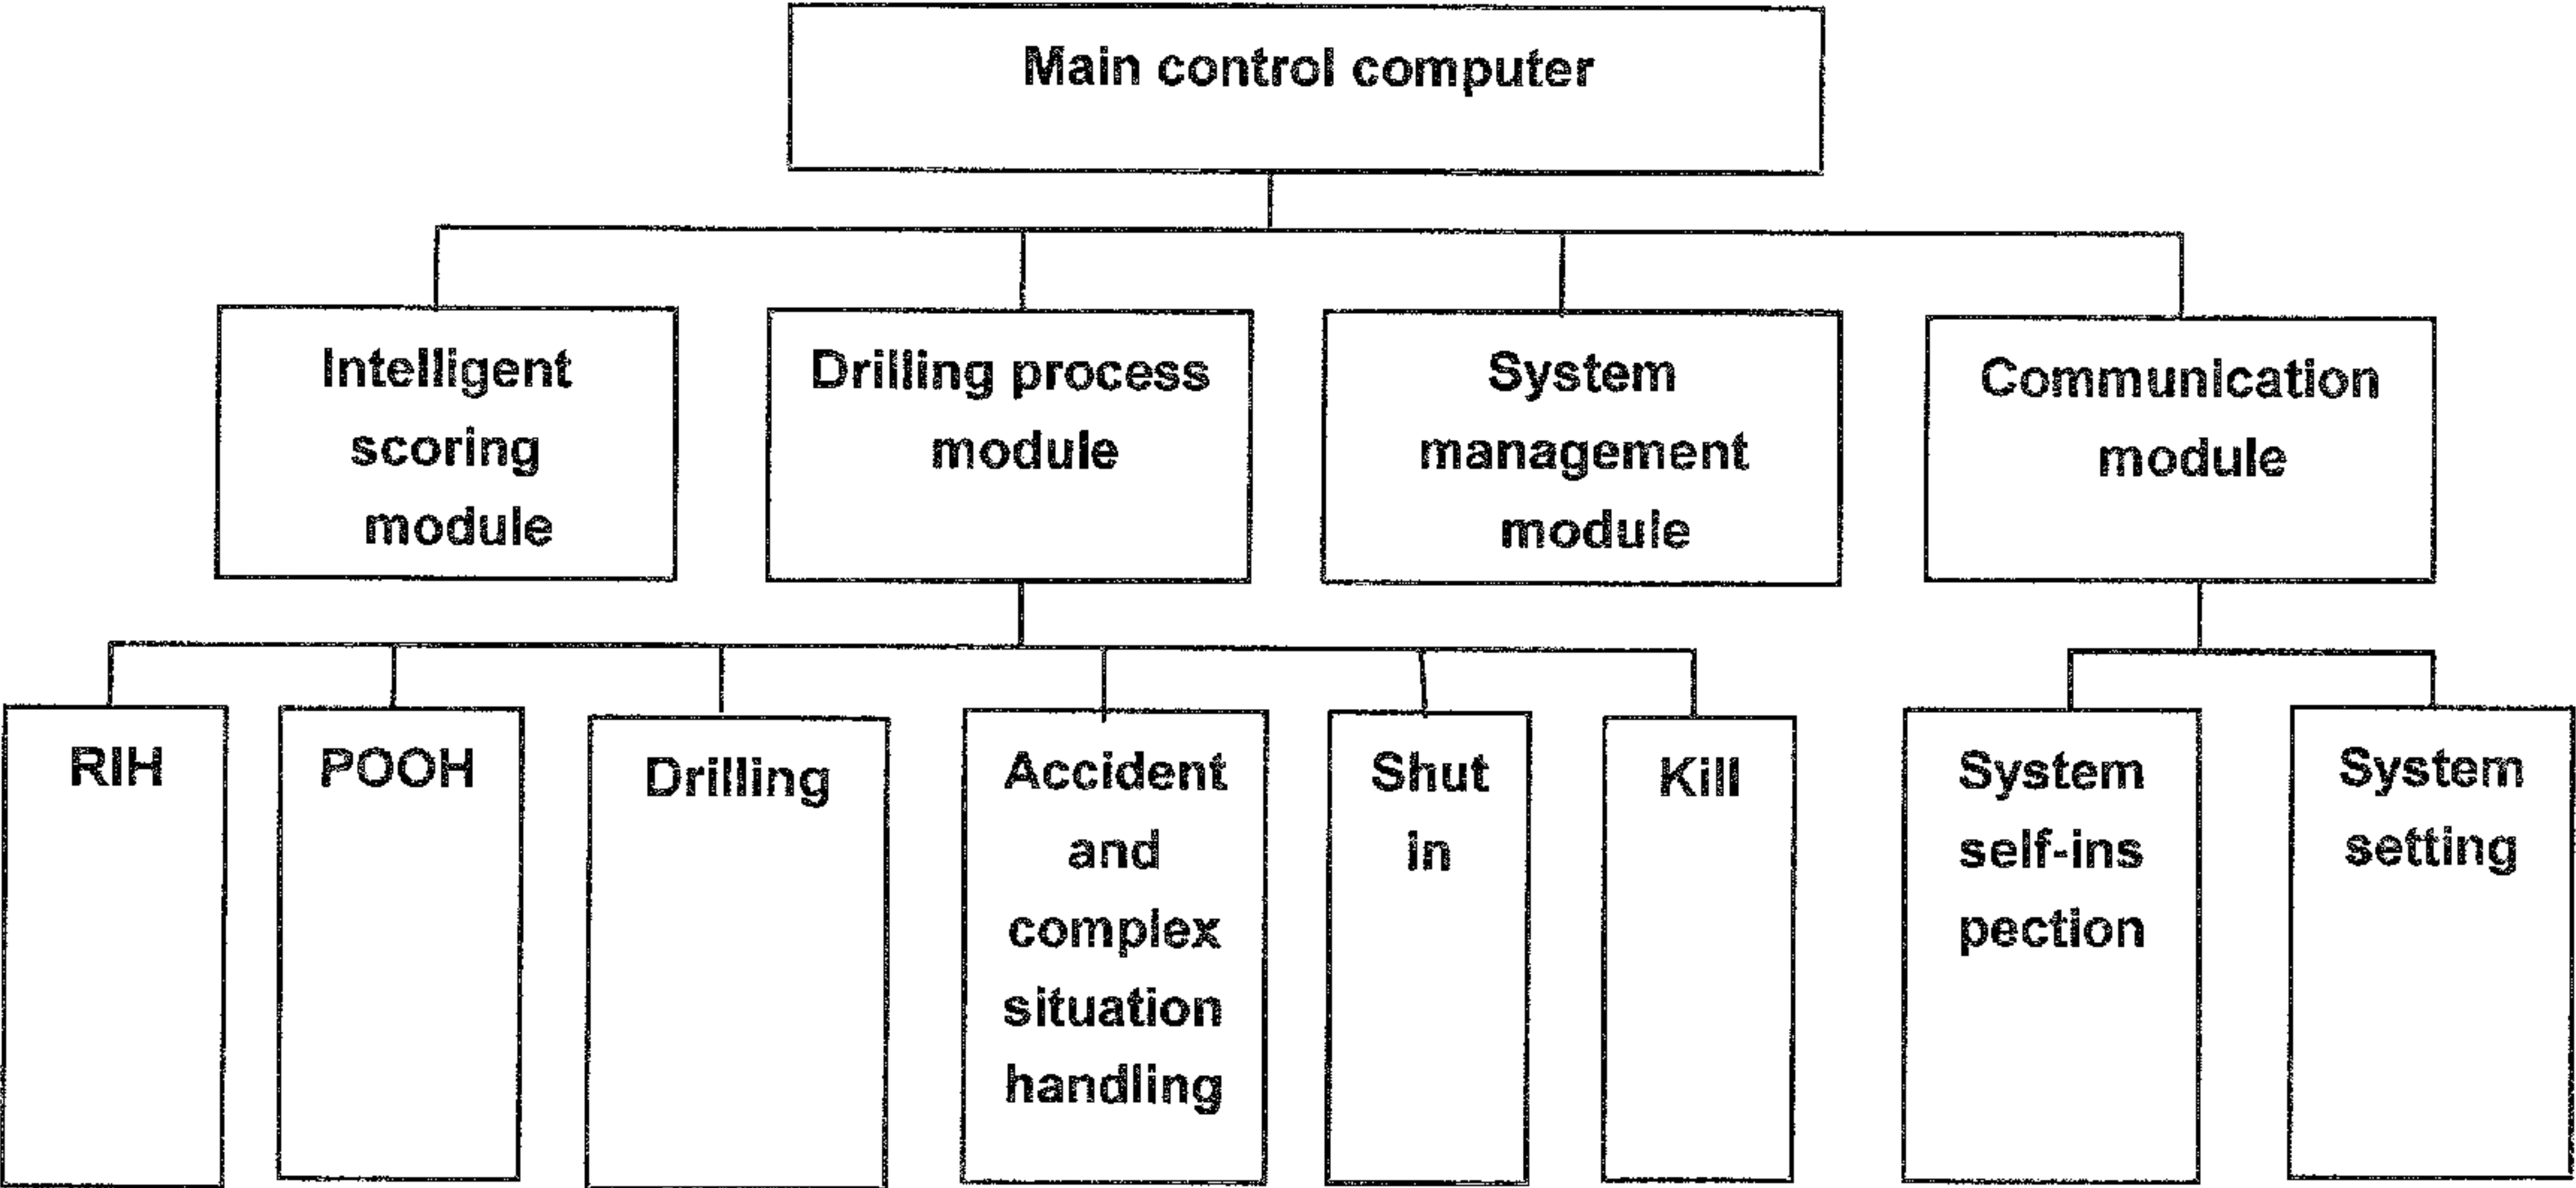 Main control computer
Intelligent
scoring
module
Drilling process
module
System
management
module
Communication
module
RIH
POOH
Drilling
Accident
and
complex
situation
handling
Shut
in
Kill
System
self-ins
pection
System
setting